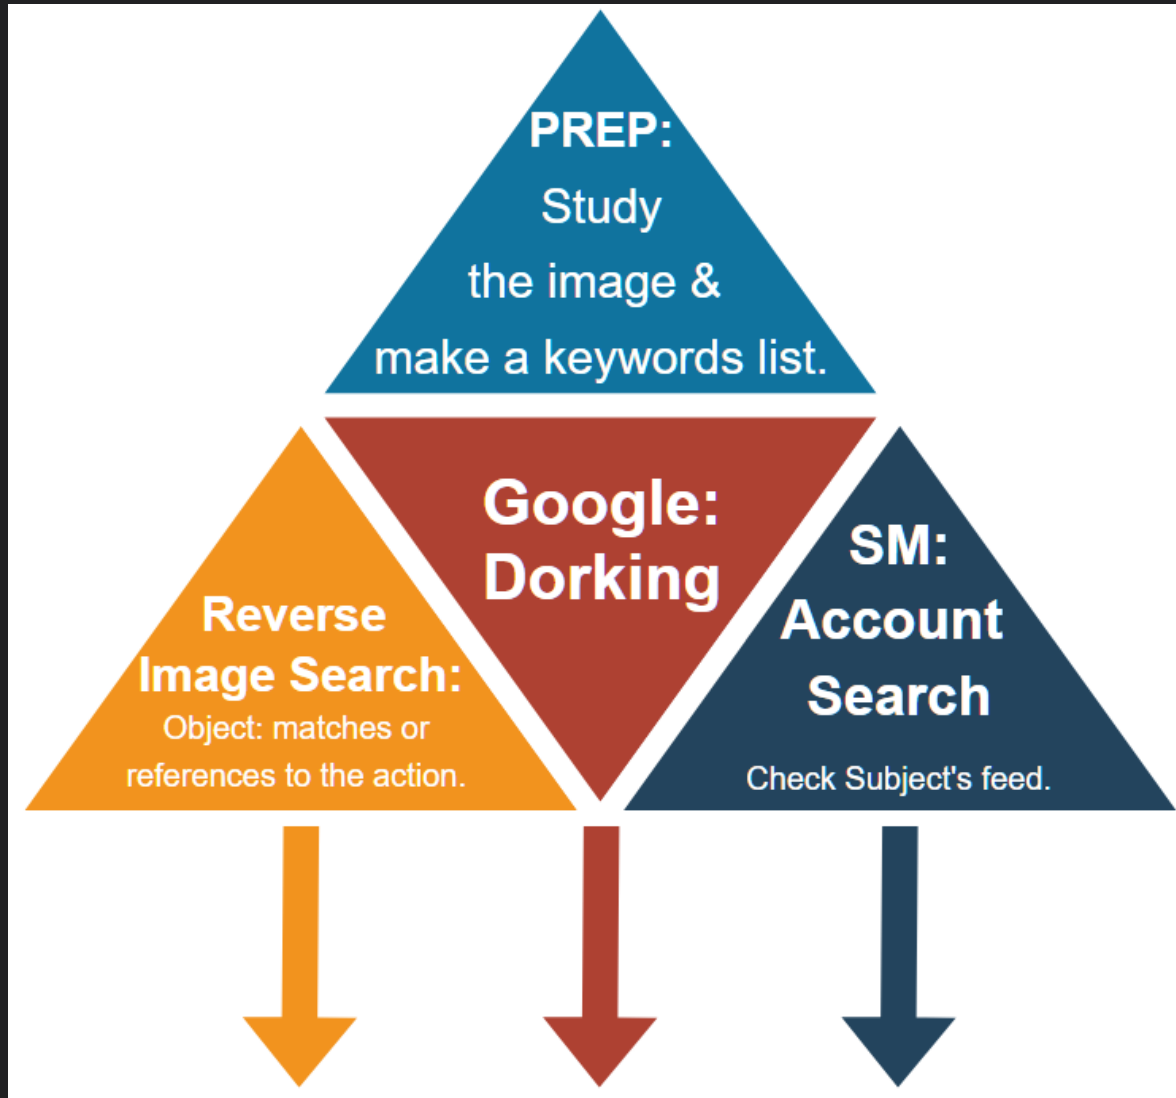 PREP:
Study
the image &
make a keywords list.
Google:
Dorking
Reverse
Image Search:
Object: matches or
references to the action.
SM:
Account
Search
Check Subject's feed.